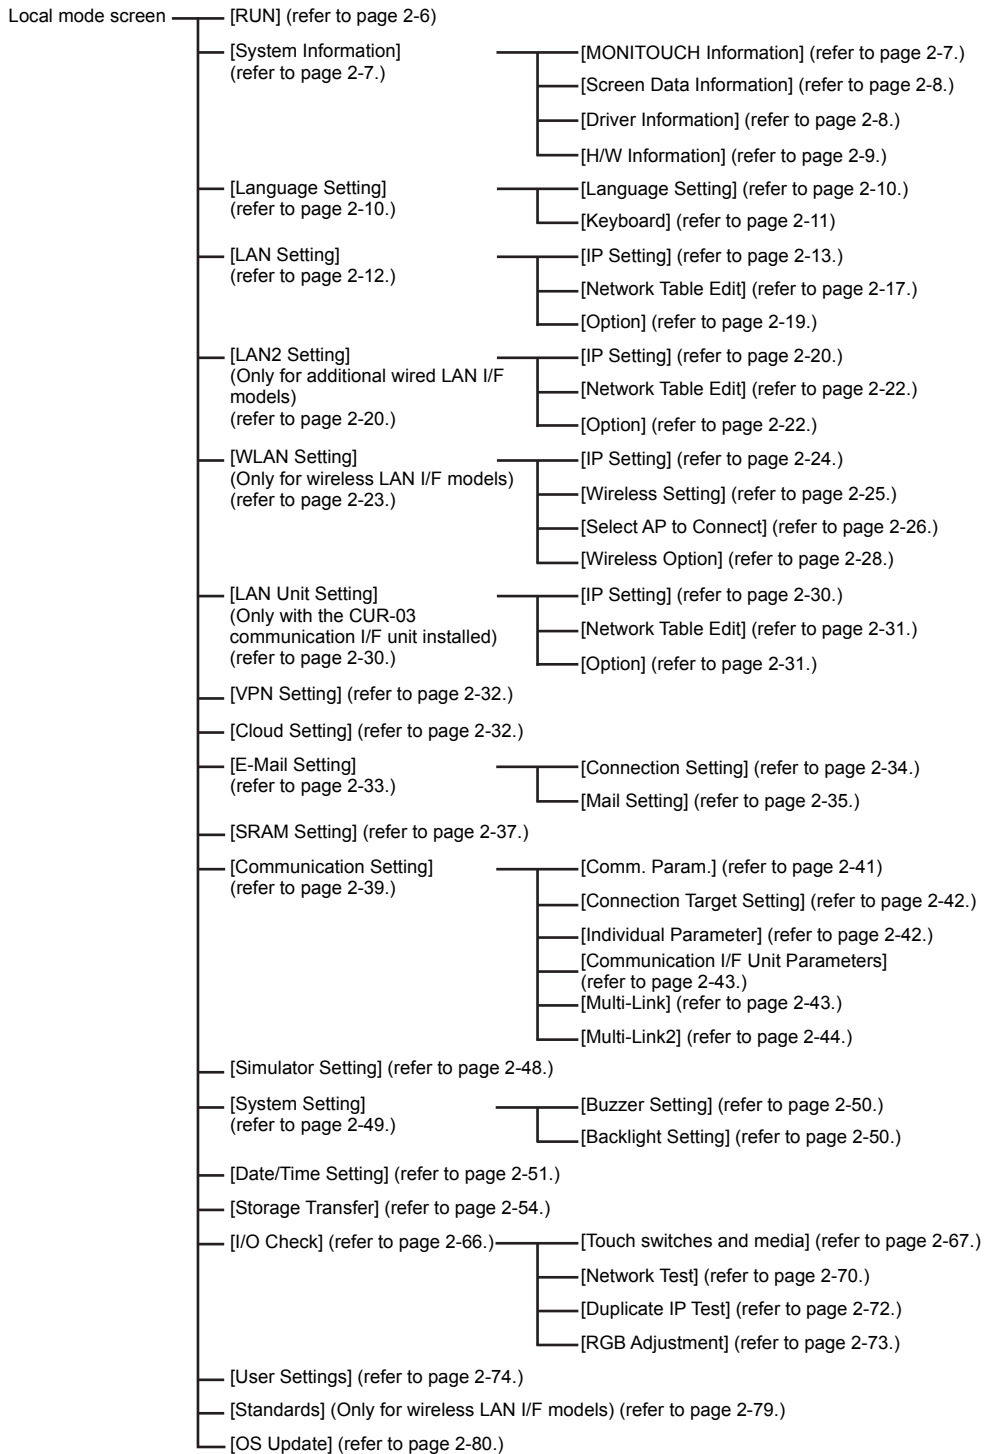 Local mode screen
[RUN] (refer to page 2-6)
[System Information]
(refer to page 2-7.)
[MONITOUCH Information] (refer to page 2-7.)
[Screen Data Information] (refer to page 2-8.)
[Driver Information] (refer to page 2-8.)
[H/W Information] (refer to page 2-9.)
[Language Setting]
(refer to page 2-10.)
[Language Setting] (refer to page 2-10.)
[Keyboard] (refer to page 2-11)
[LAN Setting]
(refer to page 2-12.)
[IP Setting] (refer to page 2-13.)
[Network Table Edit] (refer to page 2-17.)
[Option] (refer to page 2-19.)
[LAN2 Setting]
(Only for additional wired LAN I/F
models)
(refer to page 2-20.)
[IP Setting] (refer to page 2-20.)
[Network Table Edit] (refer to page 2-22.)
[Option] (refer to page 2-22.)
[WLAN Setting]
(Only for wireless LAN I/F models)
(refer to page 2-23.)
[IP Setting] (refer to page 2-24.)
[Wireless Setting] (refer to page 2-25.)
[Select AP to Connect] (refer to page 2-26.)
[Wireless Option] (refer to page 2-28.)
[LAN Unit Setting]
(Only with the CUR-03
communication I/F unit installed)
(refer to page 2-30.)
[IP Setting] (refer to page 2-30.)
[Network Table Edit] (refer to page 2-31.)
[Option] (refer to page 2-31.)
[VPN Setting] (refer to page 2-32.)
[Cloud Setting] (refer to page 2-32.)
[E-Mail Setting]
(refer to page 2-33.)
[Connection Setting] (refer to page 2-34.)
[Mail Setting] (refer to page 2-35.)
[SRAM Setting] (refer to page 2-37.)
[Communication Setting]
(refer to page 2-39.)
[Comm. Param.] (refer to page 2-41)
[Connection Target Setting] (refer to page 2-42.)
[Individual Parameter] (refer to page 2-42.)
[Communication I/F Unit Parameters]
(refer to page 2-43.)
[Multi-Link] (refer to page 2-43.)
[Multi-Link2] (refer to page 2-44.)
[Simulator Setting] (refer to page 2-48.)
[System Setting]
(refer to page 2-49.)
[Buzzer Setting] (refer to page 2-50.)
[Backlight Setting] (refer to page 2-50.)
[Date/Time Setting] (refer to page 2-51.)
[Storage Transfer] (refer to page 2-54.)
[I/O Check] (refer to page 2-66.)
[Touch switches and media] (refer to page 2-67.)
[Network Test] (refer to page 2-70.)
[Duplicate IP Test] (refer to page 2-72.)
[RGB Adjustment] (refer to page 2-73.)
[User Settings] (refer to page 2-74.)
[Standards] (Only for wireless LAN I/F models) (refer to page 2-79.)
[OS Update] (refer to page 2-80.)